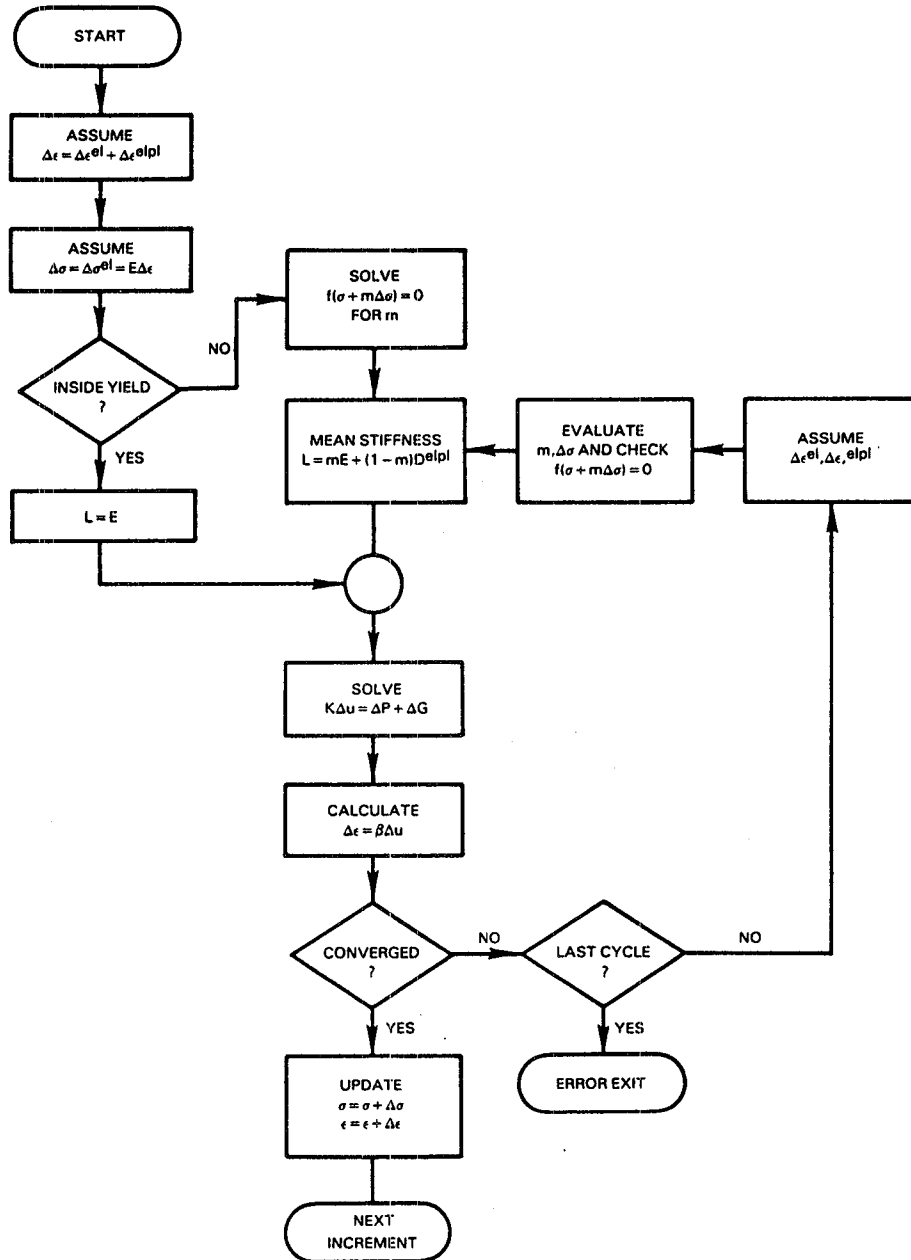 START
ASSUME
Δϵ = Δϵ^el + Δϵ^elpl
ASSUME
Δσ = Δσ^el = EΔϵ
INSIDE YIELD
?
NO
YES
L = E
SOLVE
f(σ + mΔσ) = 0
FOR m
MEAN STIFFNESS
L = mE + (1 − m)D^elpl
EVALUATE
m, Δσ AND CHECK
f(σ + mΔσ) = 0
ASSUME
Δϵ^el, Δϵ,^elpl
SOLVE
KΔu = ΔP + ΔG
CALCULATE
Δϵ = βΔu
CONVERGED
?
NO
LAST CYCLE
?
NO
YES
YES
UPDATE
σ = σ + Δσ
ϵ = ϵ + Δϵ
ERROR EXIT
NEXT
INCREMENT